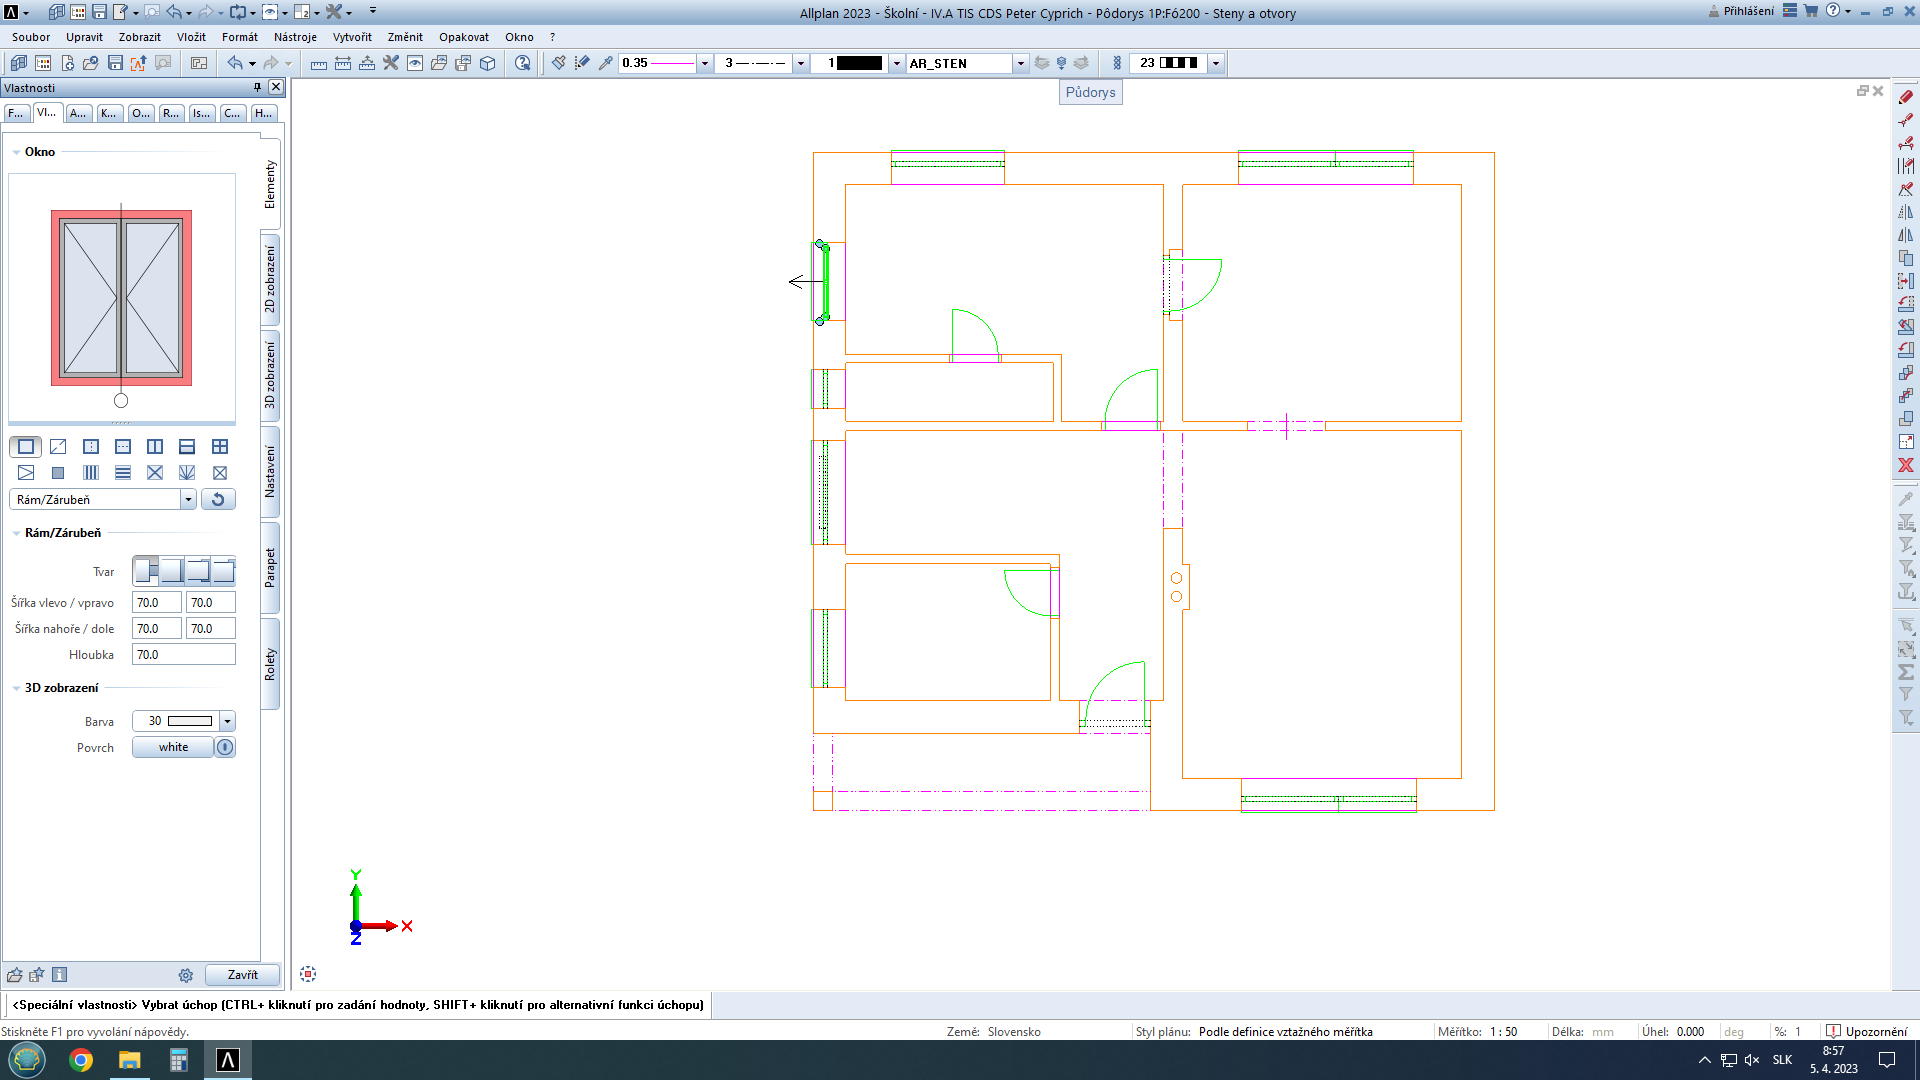 Allplan 2023 - Školní - IV.A TIS CDS Peter Cyprich - Pôdorys 1P:F6200 - Steny a otvory
Přihlášení
Soubor Upravit Zobrazit Vložit Formát Nástroje Vytvořit Změnit Opakovat Okno ?
0.35 3 1 AR_STEN 23
Vlastnosti
Půdorys
F... Vl... A... K... O... R... Is... C... H...
Okno
Elementy
2D zobrazení
3D zobrazení
Nastavení
Parapet
Rolety
Rám/Zárubeň
Rám/Zárubeň
Tvar
Šířka vlevo / vpravo 70.0 70.0
Šířka nahoře / dole 70.0 70.0
Hloubka 70.0
3D zobrazení
Barva 30
Povrch white
Y
X
Z
Zavřít
<Speciální vlastnosti> Vybrat úchop (CTRL+ kliknutí pro zadání hodnoty, SHIFT+ kliknutí pro alternativní funkci úchopu)
Stiskněte F1 pro vyvolání nápovědy.
Země: Slovensko
Styl plánu: Podle definice vztažného měřítka
Měřítko: 1 : 50
Délka: mm
Úhel: 0.000 deg
%: 1
Upozornění
SLK
8:57
5. 4. 2023